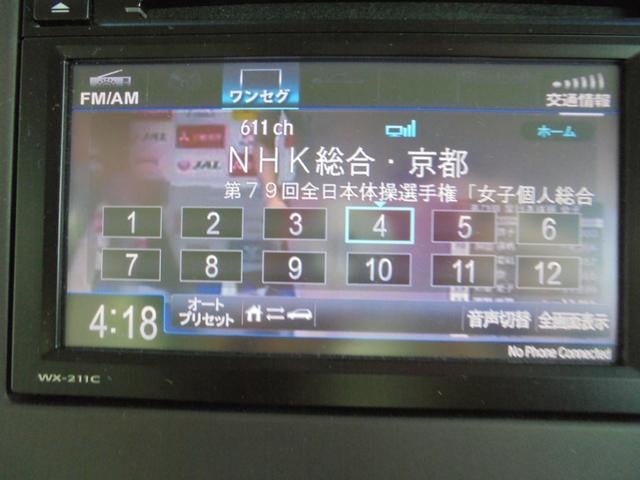 FM/AM
ワンセグ
交通情報
611 ch
ホーム
NHK総合・京都
第79回全日本体操選手権「女子個人総合
JAL
1 2 3 4 5 6
7 8 9 10 11 12
4:18
オート
プリセット
音声切替 全画面表示
No Phone Connected
WX-211C